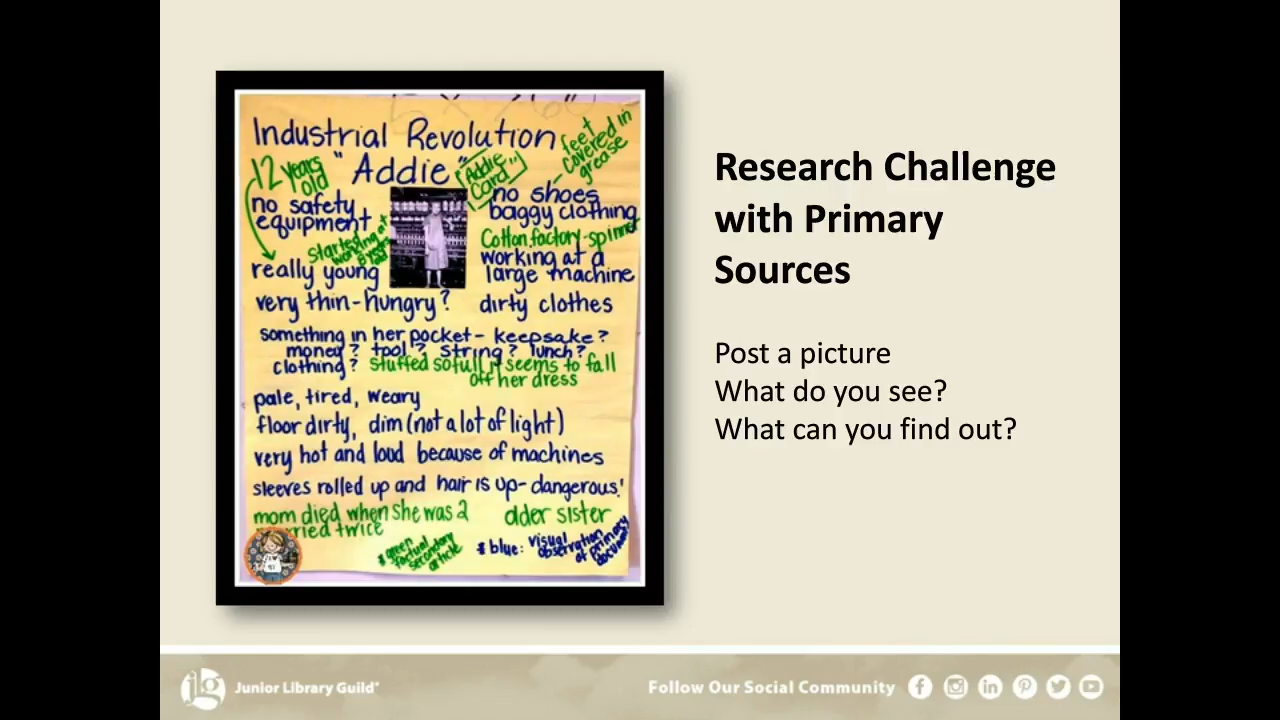 Industrial Revolution
"Addie"
[Addie Card]
feet covered in grease
12 years old
no safety equipment
started working at 8 years old
really young
very thin-hungry?
no shoes
baggy clothing
Cotton factory-spinner
working at a large machine
dirty clothes
something in her pocket- keepsake?
money? tool? string? lunch?
clothing? stuffed so full it seems to fall
off her dress
pale, tired, weary
floor dirty, dim (not a lot of light)
very hot and loud because of machines
sleeves rolled up and hair is up- dangerous!
mom died when she was 2
older sister
twice
*green factual secondary article
*blue: visual observation of primary document
Research Challenge
with Primary
Sources
Post a picture
What do you see?
What can you find out?
Junior Library Guild
Follow Our Social Community